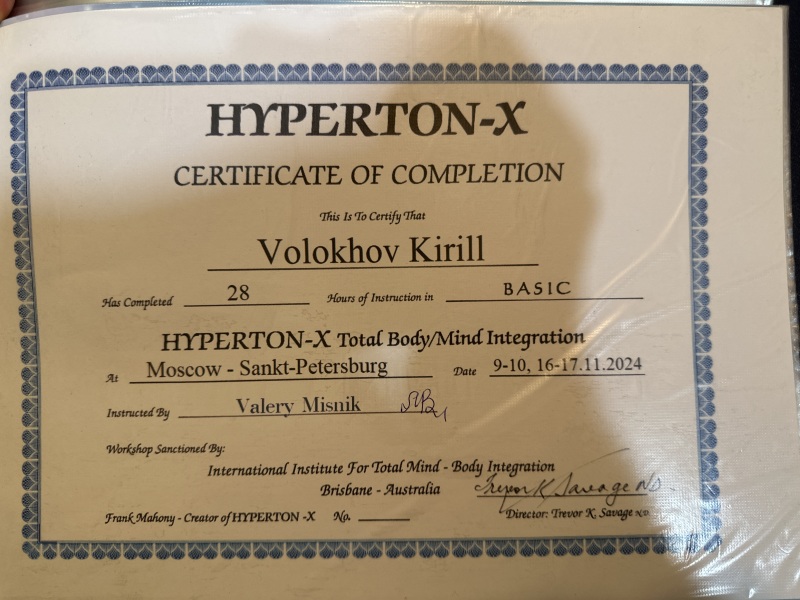 HYPERTON-X
CERTIFICATE OF COMPLETION
This Is To Certify That
Volokhov Kirill
Has Completed 28 Hours of Instruction in BASIC
HYPERTON-X Total Body/Mind Integration
At Moscow - Sankt-Petersburg Date 9-10, 16-17.11.2024
Instructed By Valery Misnik
Workshop Sanctioned By:
International Institute For Total Mind - Body Integration
Brisbane - Australia Trevor K Savage ND
Frank Mahony - Creator of HYPERTON -X No. Director: Trevor K. Savage N.D.